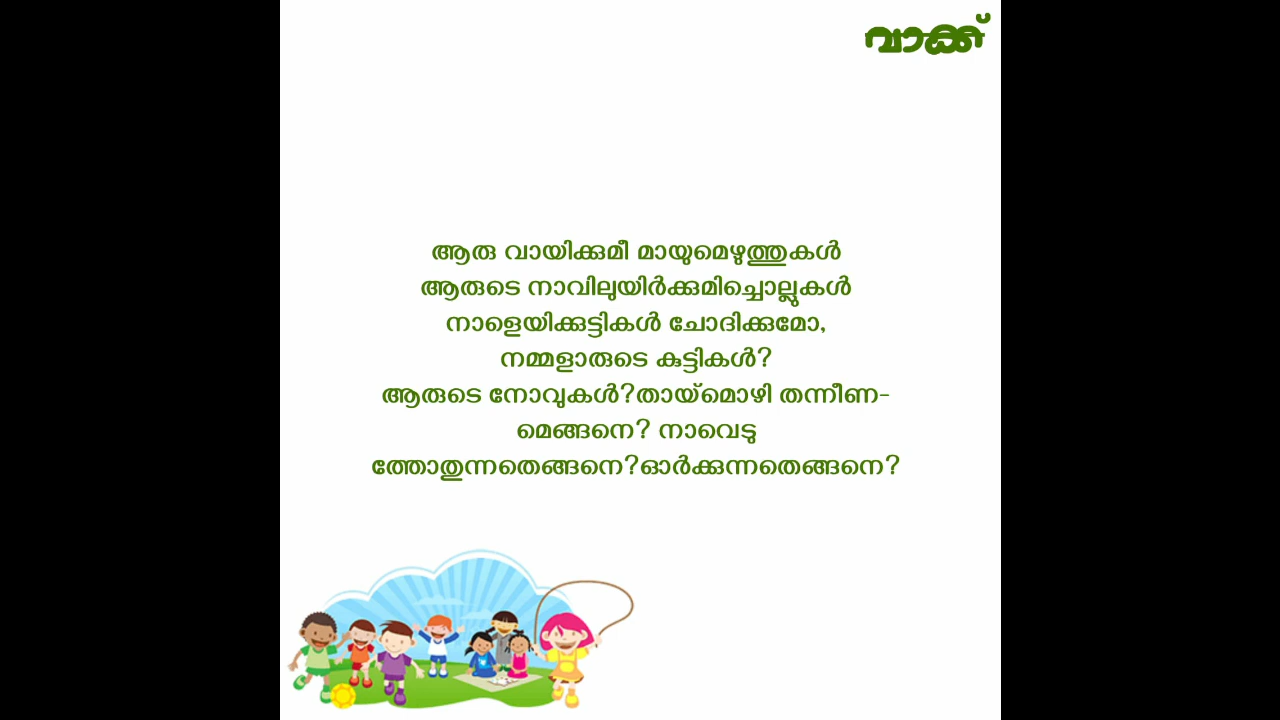 വാക്ക്
ആരു വായിക്കുമീ മായുമെഴുത്തുകൾ
ആരുടെ നാവിലുയിർക്കുമിച്ചൊല്ലുകൾ
നാളെയിക്കുട്ടികൾ ചോദിക്കുമോ,
നമ്മളാരുടെ കുട്ടികൾ?
ആരുടെ നോവുകൾ?തായ്മൊഴി തന്നീണ-
മെങ്ങനെ? നാവെടു
ത്തോതുന്നതെങ്ങനെ?ഓർക്കുന്നതെങ്ങനെ?